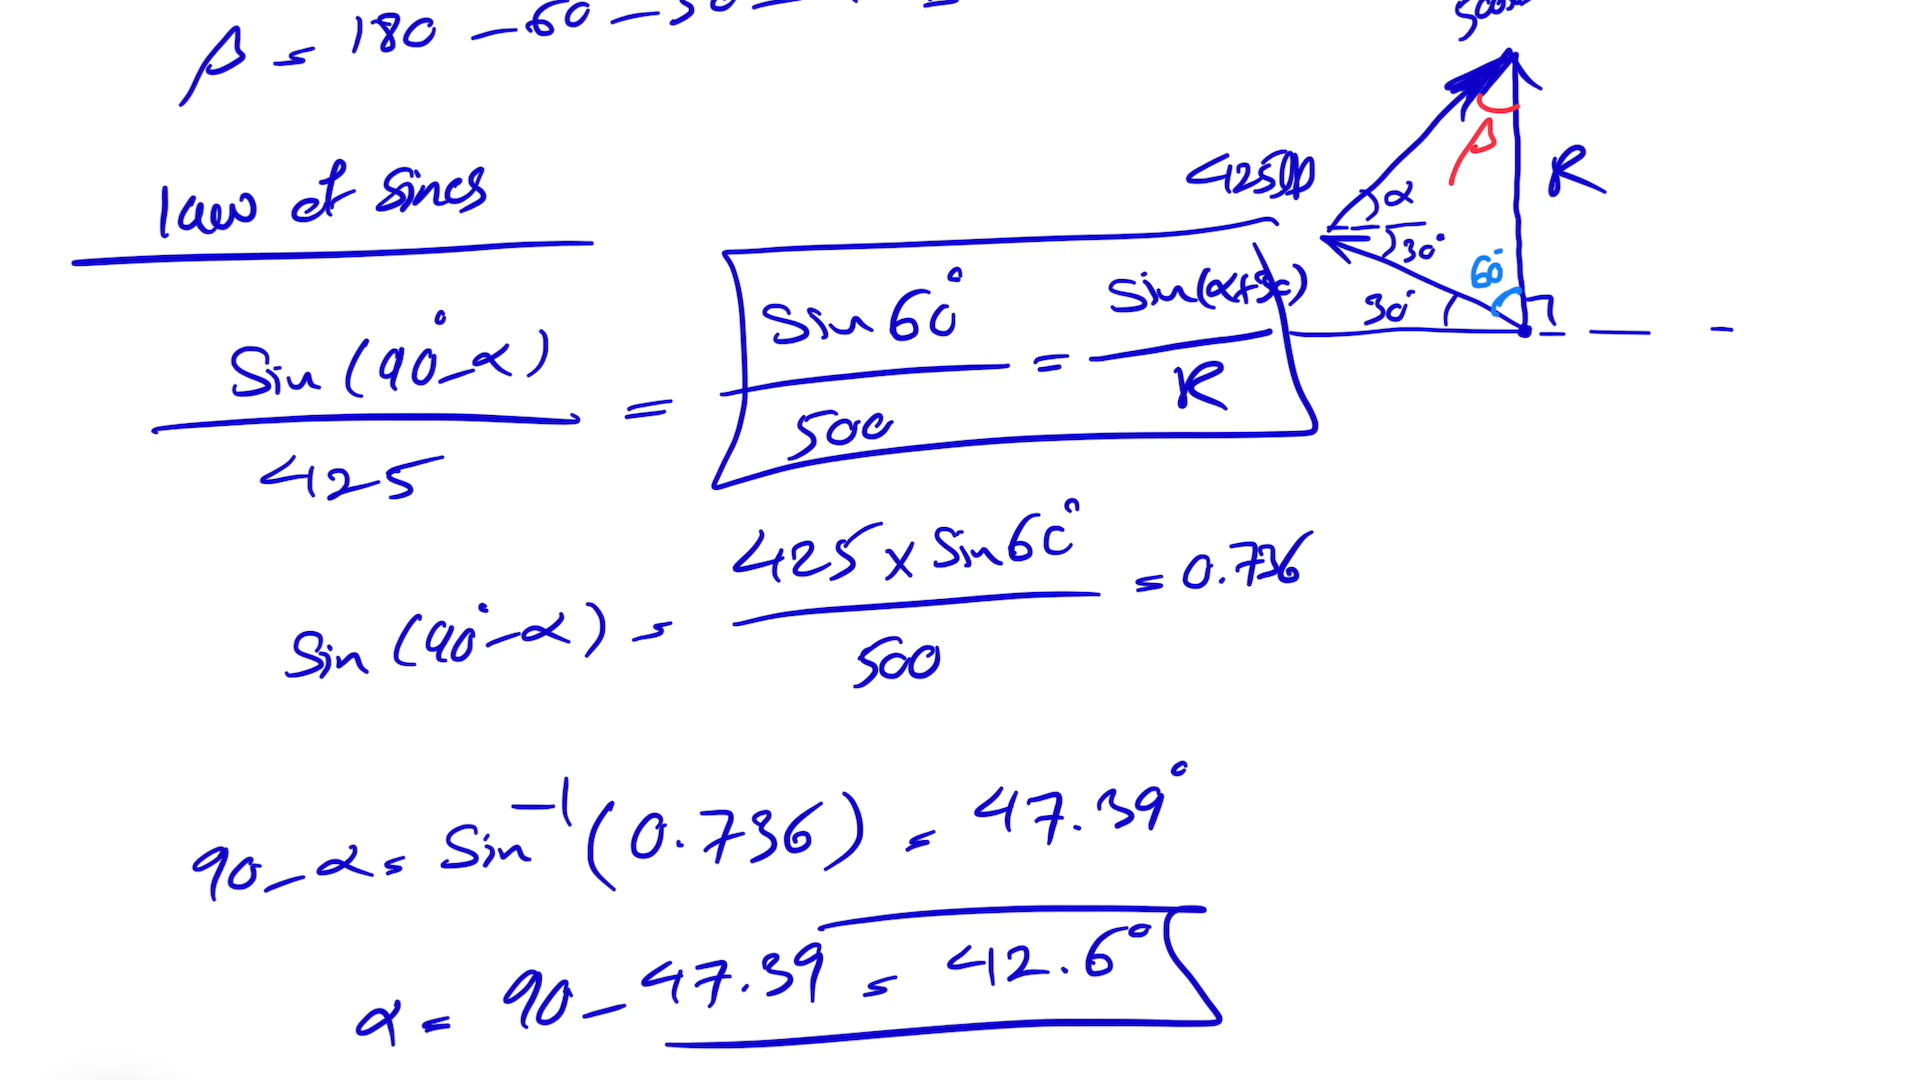 β = 180 - 60 - 30 -
law of sines
sin (90° - α) / 425 = sin 60° / 500 = sin(α+30) / R
sin (90° - α) = 425 × sin 60° / 500 = 0.736
90 - α = sin⁻¹ (0.736) = 47.39°
α = 90 - 47.39 = 42.6°
500
β
R
425
α
30°
60°
30°